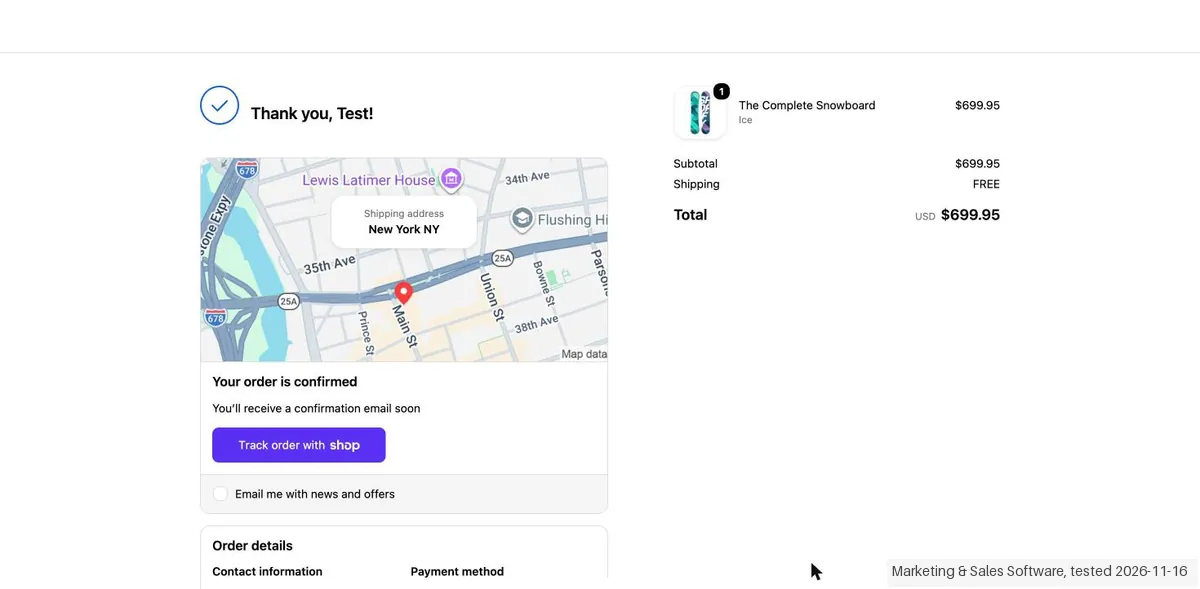 Thank you, Test!
678
Lewis Latimer House
34th Ave
Shipping address
New York NY
Flushing Hi
stone Expy
35th Ave
25A
Bowne St
Parsons
Union St
25A
678
Prince St
Main St
38th Ave
Map data
Your order is confirmed
You'll receive a confirmation email soon
Track order with shop
Email me with news and offers
Order details
Contact information
Payment method
1
The Complete Snowboard
$699.95
Ice
Subtotal
$699.95
Shipping
FREE
Total
USD $699.95
Marketing & Sales Software, tested 2026-11-16